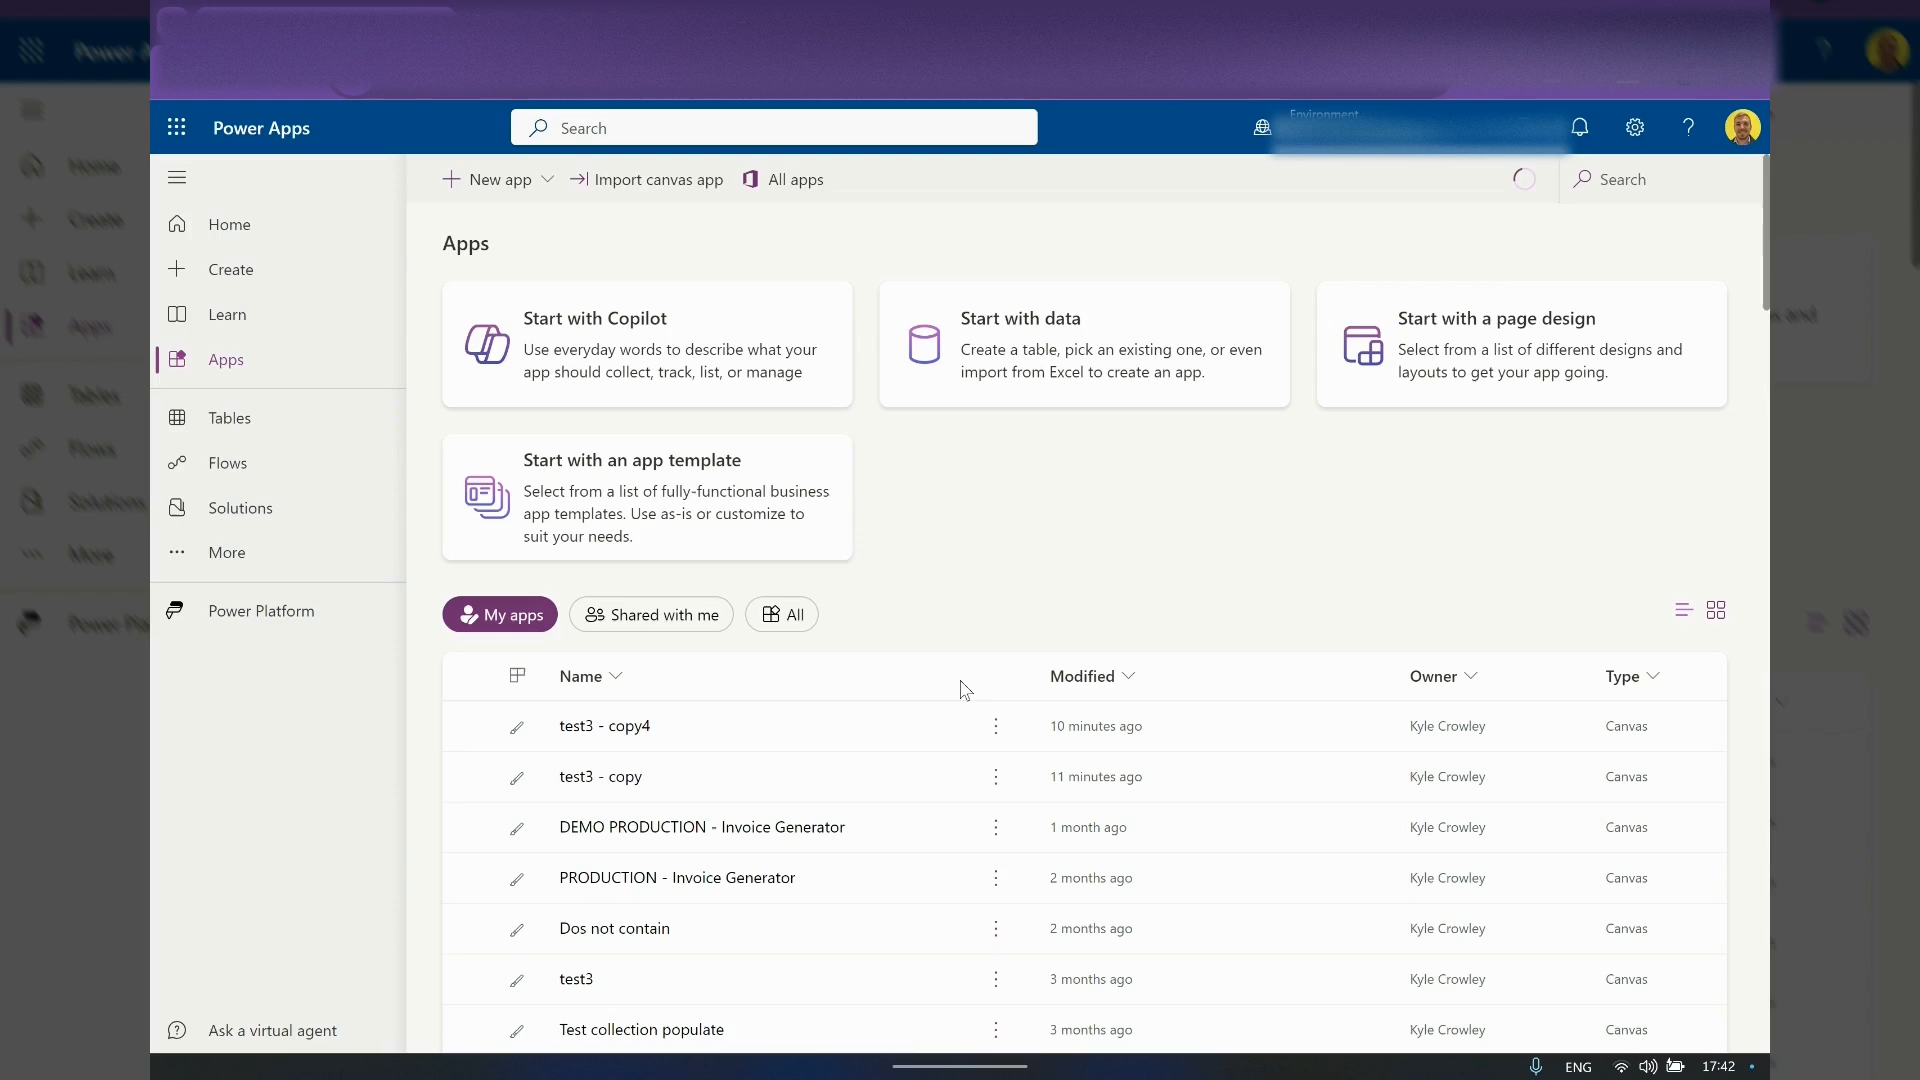 Power Apps
Search
Environment
New app
Import canvas app
All apps
Search
Home
Create
Learn
Apps
Tables
Flows
Solutions
More
Power Platform
Ask a virtual agent
Apps
Start with Copilot
Use everyday words to describe what your
app should collect, track, list, or manage
Start with data
Create a table, pick an existing one, or even
import from Excel to create an app.
Start with a page design
Select from a list of different designs and
layouts to get your app going.
Start with an app template
Select from a list of fully-functional business
app templates. Use as-is or customize to
suit your needs.
My apps
Shared with me
All
Name Modified Owner Type
test3 - copy4 10 minutes ago Kyle Crowley Canvas
test3 - copy 11 minutes ago Kyle Crowley Canvas
DEMO PRODUCTION - Invoice Generator 1 month ago Kyle Crowley Canvas
PRODUCTION - Invoice Generator 2 months ago Kyle Crowley Canvas
Dos not contain 2 months ago Kyle Crowley Canvas
test3 3 months ago Kyle Crowley Canvas
Test collection populate 3 months ago Kyle Crowley Canvas
ENG 17:42